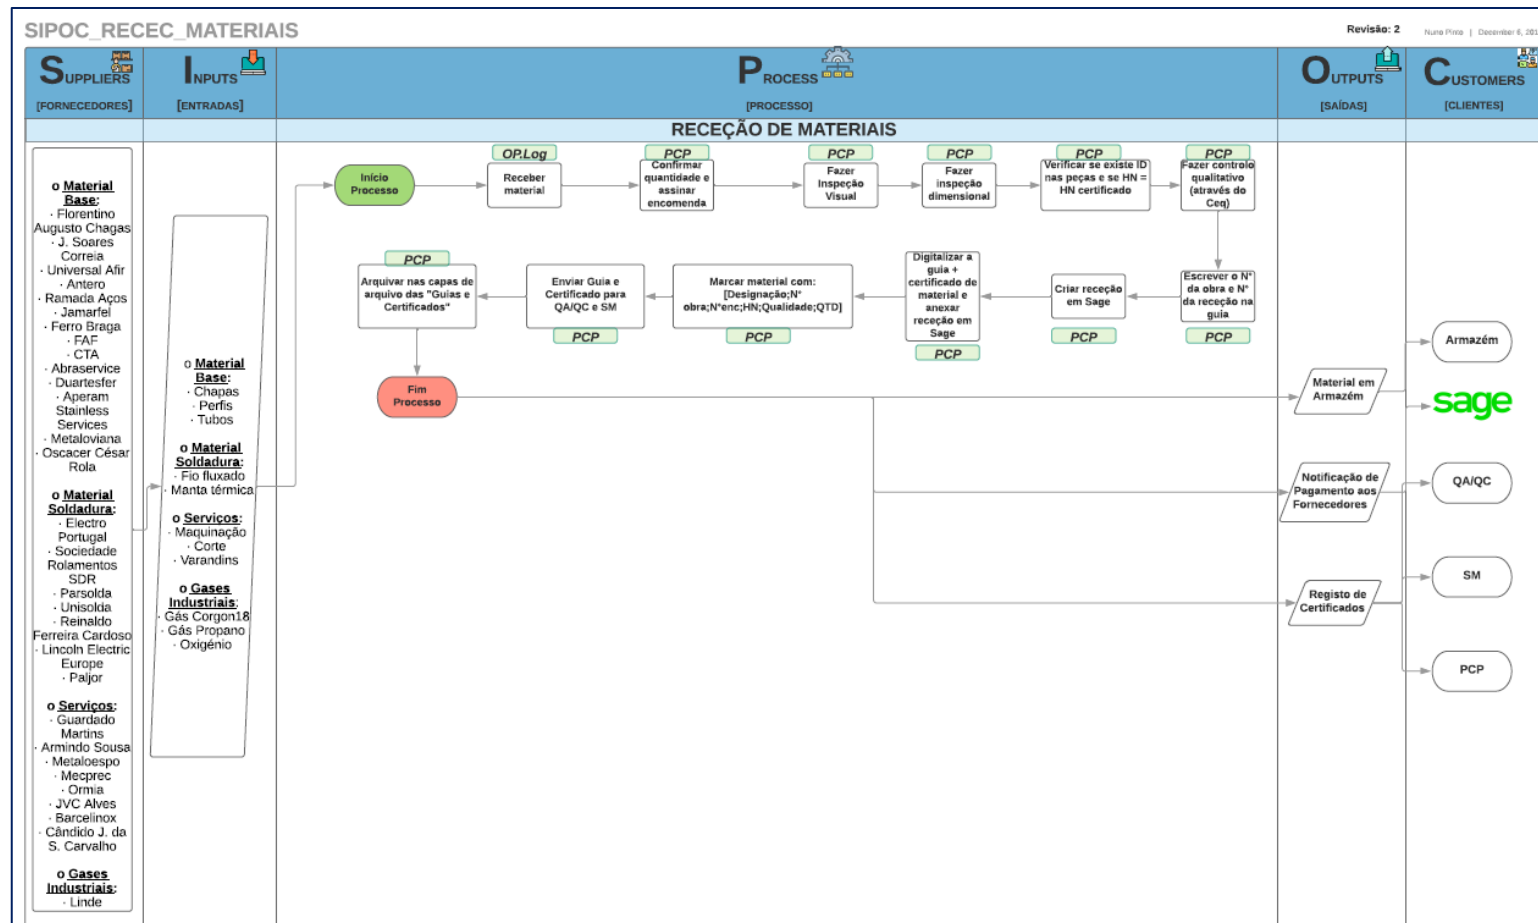 SIPOC_RECEC_MATERIAIS
Revisão: 2
Nuno Pinto | December 6, 201
SUPPLIERS
[FORNECEDORES]
INPUTS
[ENTRADAS]
PROCESS
[PROCESSO]
OUTPUTS
[SAÍDAS]
CUSTOMERS
[CLIENTES]
RECEÇÃO DE MATERIAIS
o Material
Base:
· Florentino
Augusto Chagas
· J. Soares
Correia
· Universal Afir
· Antero
· Ramada Aços
· Jamarfel
· Ferro Braga
· FAF
· CTA
· Abraservice
· Duartesfer
· Aperam
Stainless
Services
· Metaloviana
· Oscacer César
Rola
o Material
Soldadura:
· Electro
Portugal
· Sociedade
Rolamentos
SDR
· Parsolda
· Unisolda
· Reinaldo
Ferreira Cardoso
· Lincoln Electric
Europe
· Paljor
o Serviços:
· Guardado
Martins
· Armindo Sousa
· Metaloespo
· Mecprec
· Ormia
· JVC Alves
· Barcelinox
· Cândido J. da
S. Carvalho
o Gases
Industriais:
· Linde
o Material
Base:
· Chapas
· Perfis
· Tubos
o Material
Soldadura:
· Fio fluxado
· Manta térmica
o Serviços:
· Maquinação
· Corte
· Varandins
o Gases
Industriais:
· Gás Corgon18
· Gás Propano
· Oxigénio
Início
Processo
OP.Log
Receber
material
PCP
Confirmar
quantidade e
assinar
encomenda
PCP
Fazer
Inspeção
Visual
PCP
Fazer
inspeção
dimensional
PCP
Verificar se existe ID
nas peças e se HN =
HN certificado
PCP
Fazer controlo
qualitativo
(através do
Ceq)
Escrever o Nº
da obra e Nº
da receção na
guia
PCP
Criar receção
em Sage
PCP
Digitalizar a
guia +
certificado de
material e
anexar
receção em
Sage
PCP
Marcar material com:
[Designação;Nº
obra;Nºenc;HN;Qualidade;QTD]
PCP
Enviar Guia e
Certificado para
QA/QC e SM
PCP
PCP
Arquivar nas capas de
arquivo das "Guias e
Certificados"
Fim
Processo
Material em
Armazém
Notificação de
Pagamento aos
Fornecedores
Registo de
Certificados
Armazém
sage
QA/QC
SM
PCP